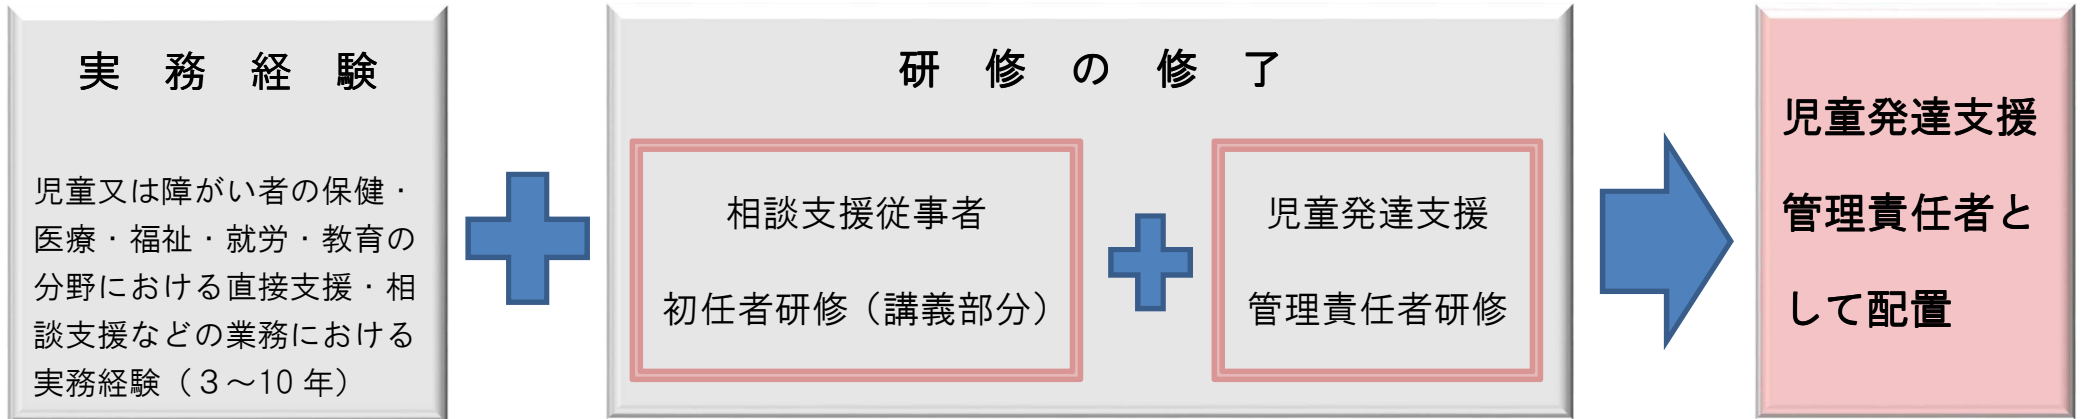 実務経験
児童又は障がい者の保健・
医療・福祉・就労・教育の
分野における直接支援・相
談支援などの業務における
実務経験（３～10年）
研修の修了
相談支援従事者
初任者研修（講義部分）
児童発達支援
管理責任者研修
児童発達支援
管理責任者と
して配置